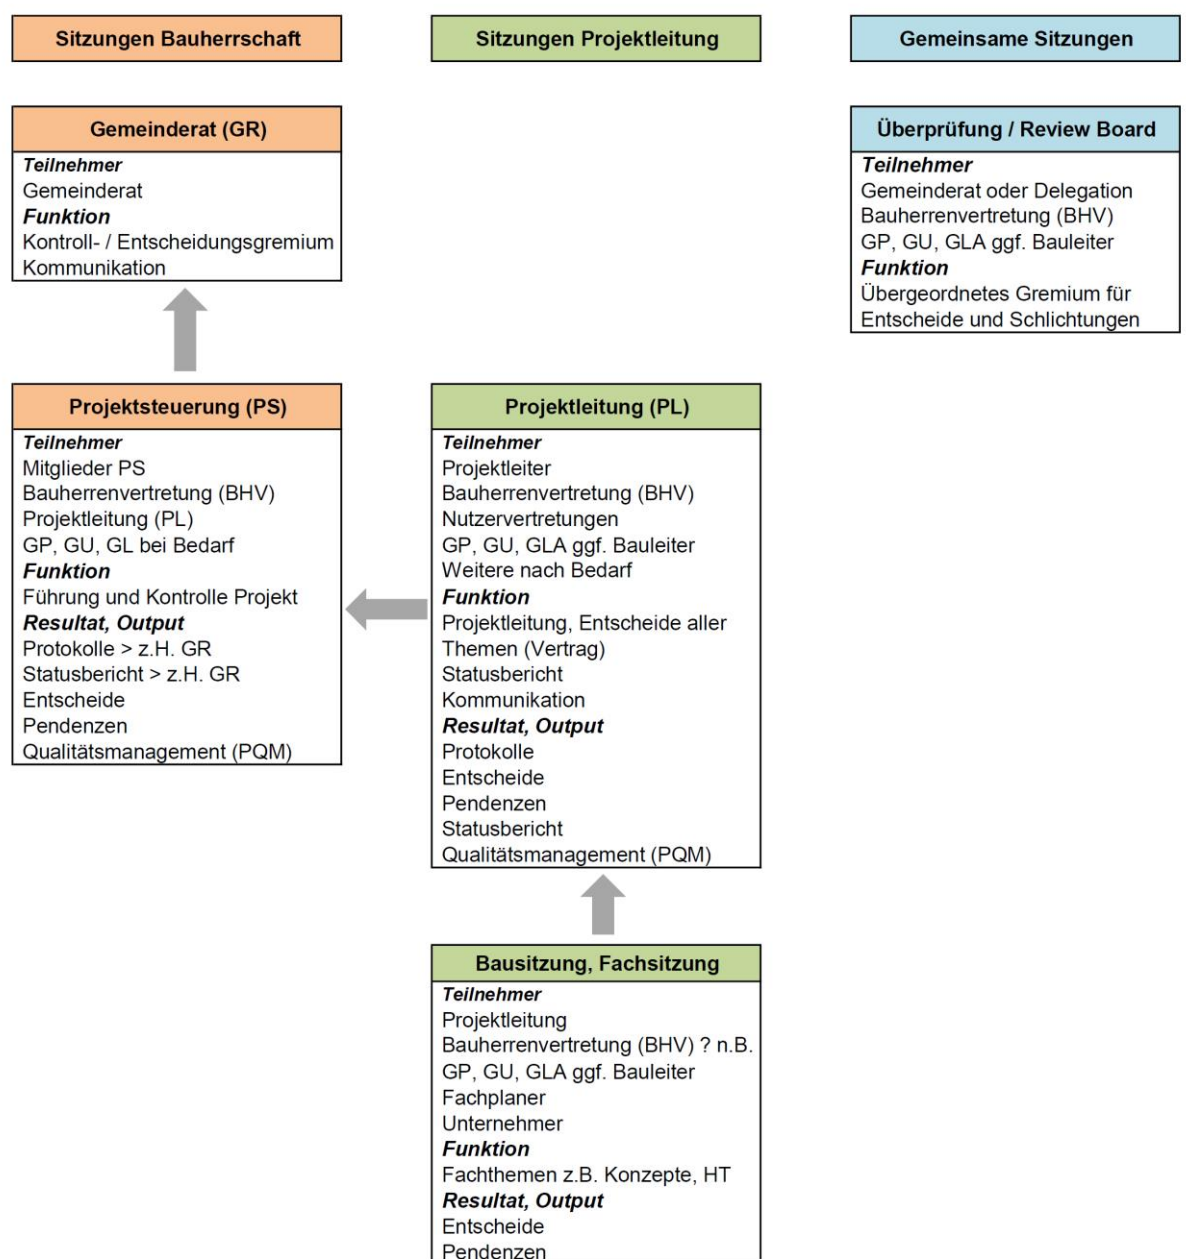 Sitzungen Bauherrschaft
Sitzungen Projektleitung
Gemeinsame Sitzungen
Gemeinderat (GR)
Teilnehmer
Gemeinderat
Funktion
Kontroll- / Entscheidungsgremium
Kommunikation
Überprüfung / Review Board
Teilnehmer
Gemeinderat oder Delegation
Bauherrenvertretung (BHV)
GP, GU, GLA ggf. Bauleiter
Funktion
Übergeordnetes Gremium für
Entscheide und Schlichtungen
Projektsteuerung (PS)
Teilnehmer
Mitglieder PS
Bauherrenvertretung (BHV)
Projektleitung (PL)
GP, GU, GL bei Bedarf
Funktion
Führung und Kontrolle Projekt
Resultat, Output
Protokolle > z.H. GR
Statusbericht > z.H. GR
Entscheide
Pendenzen
Qualitätsmanagement (PQM)
Projektleitung (PL)
Teilnehmer
Projektleiter
Bauherrenvertretung (BHV)
Nutzervertretungen
GP, GU, GLA ggf. Bauleiter
Weitere nach Bedarf
Funktion
Projektleitung, Entscheide aller
Themen (Vertrag)
Statusbericht
Kommunikation
Resultat, Output
Protokolle
Entscheide
Pendenzen
Statusbericht
Qualitätsmanagement (PQM)
Bausitzung, Fachsitzung
Teilnehmer
Projektleitung
Bauherrenvertretung (BHV) ? n.B.
GP, GU, GLA ggf. Bauleiter
Fachplaner
Unternehmer
Funktion
Fachthemen z.B. Konzepte, HT
Resultat, Output
Entscheide
Pendenzen